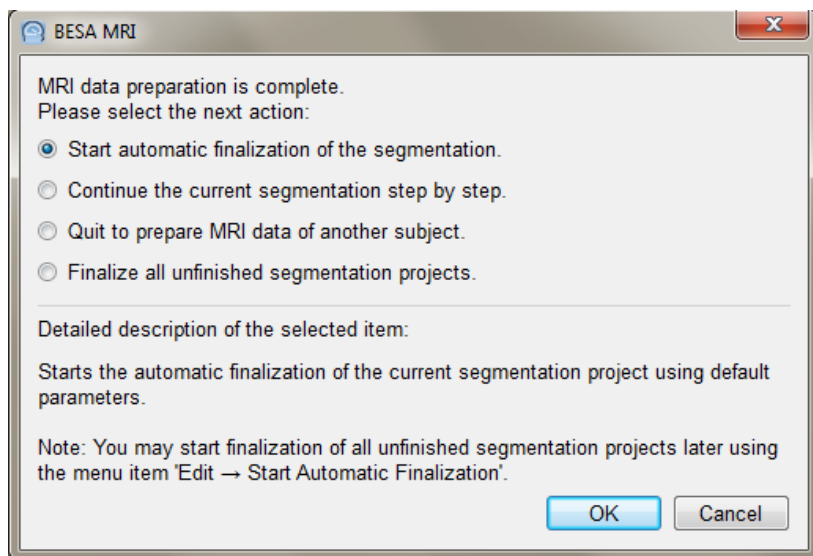 BESA MRI
MRI data preparation is complete.
Please select the next action:
Start automatic finalization of the segmentation.
Continue the current segmentation step by step.
Quit to prepare MRI data of another subject.
Finalize all unfinished segmentation projects.
Detailed description of the selected item:
Starts the automatic finalization of the current segmentation project using default
parameters.
Note: You may start finalization of all unfinished segmentation projects later using
the menu item 'Edit → Start Automatic Finalization'.
OK Cancel